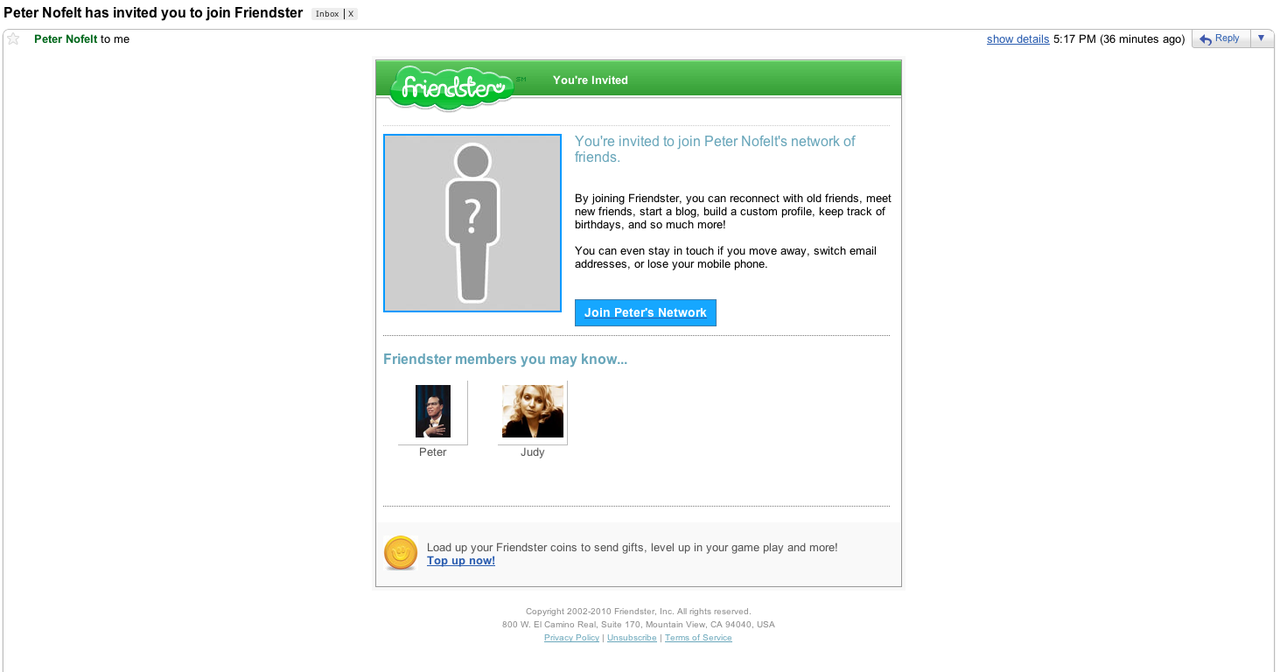 Peter Nofelt has invited you to join Friendster Inbox | X
Peter Nofelt to me show details 5:17 PM (36 minutes ago) Reply
friendster SM You're Invited
You're invited to join Peter Nofelt's network of
friends.
?
By joining Friendster, you can reconnect with old friends, meet
new friends, start a blog, build a custom profile, keep track of
birthdays, and so much more!
You can even stay in touch if you move away, switch email
addresses, or lose your mobile phone.
Join Peter's Network
Friendster members you may know...
Peter Judy
Load up your Friendster coins to send gifts, level up in your game play and more!
Top up now!
Copyright 2002-2010 Friendster, Inc. All rights reserved.
800 W. El Camino Real, Suite 170, Mountain View, CA 94040, USA
Privacy Policy | Unsubscribe | Terms of Service